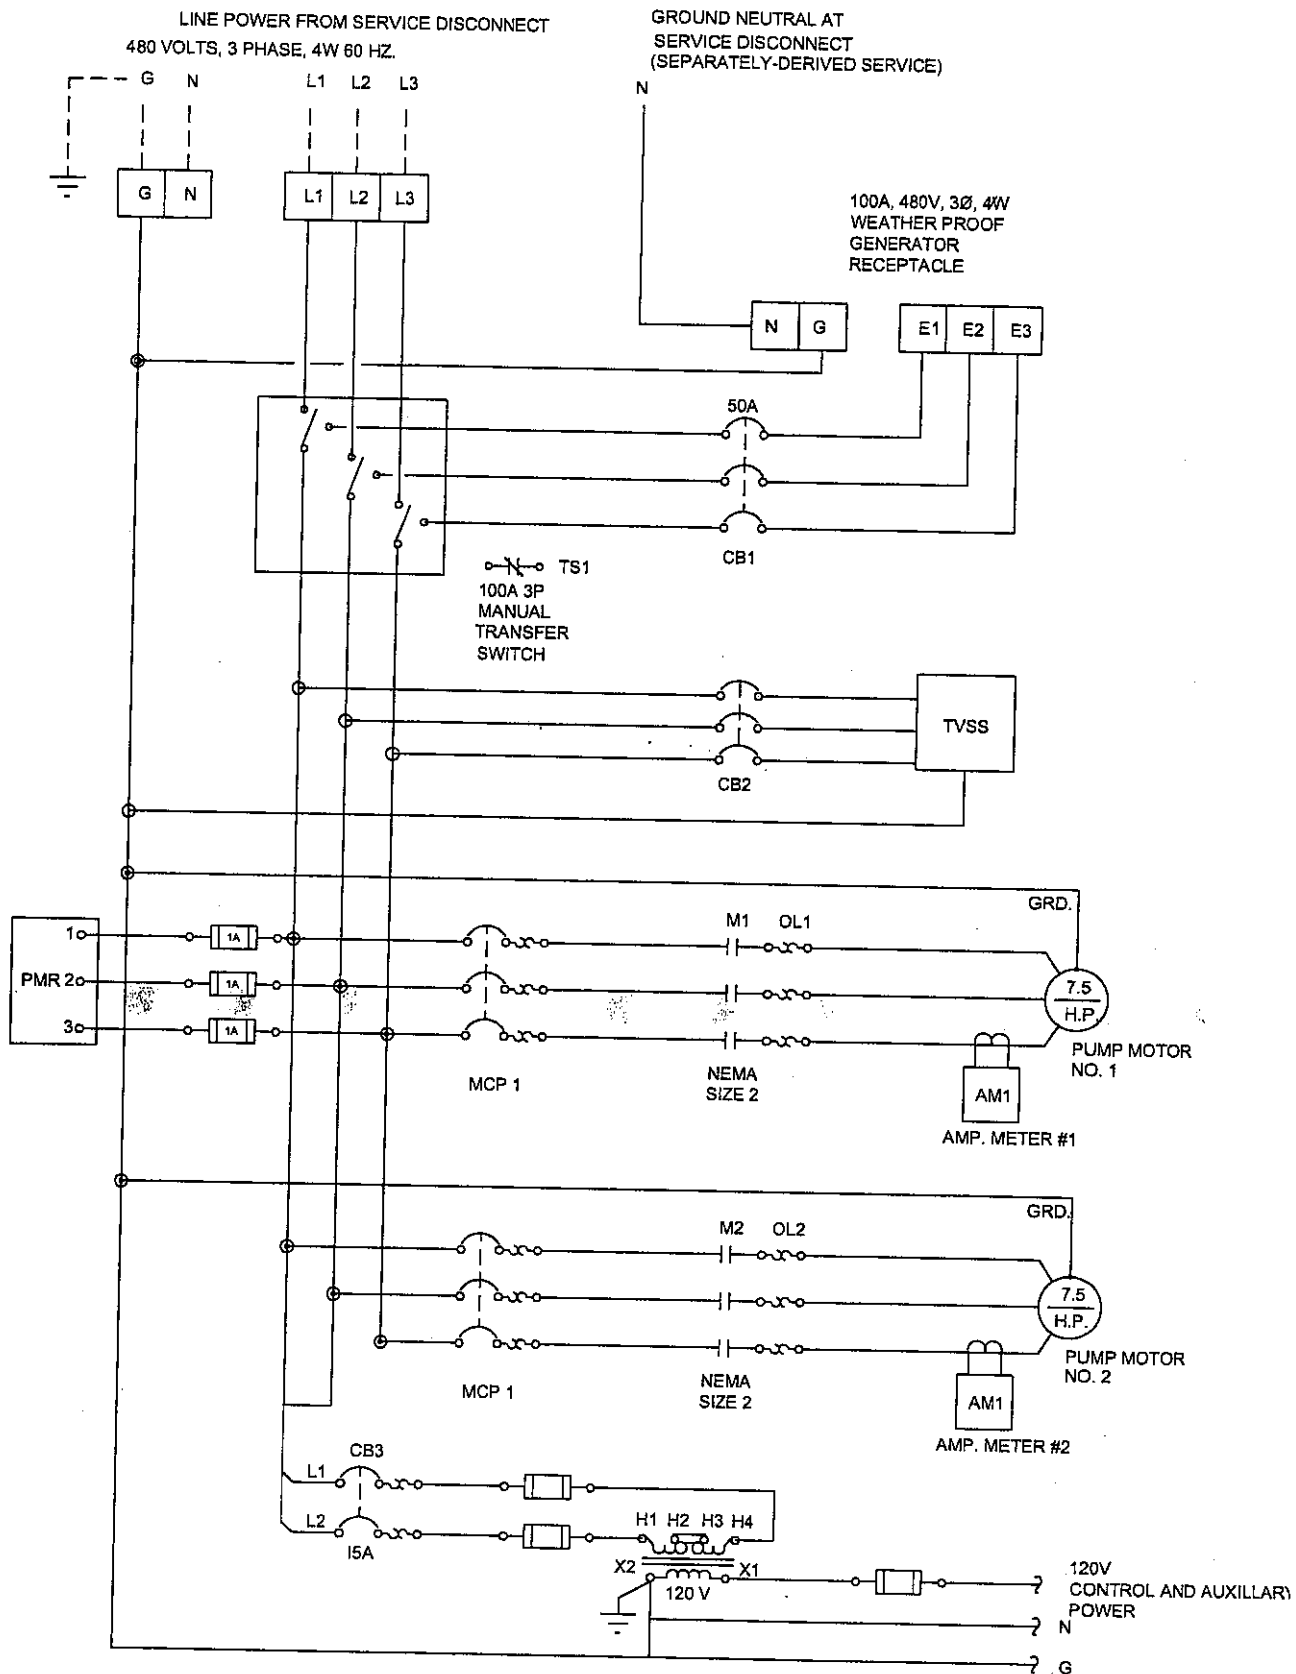 LINE POWER FROM SERVICE DISCONNECT
480 VOLTS, 3 PHASE, 4W 60 HZ.
GROUND NEUTRAL AT
SERVICE DISCONNECT
(SEPARATELY-DERIVED SERVICE)
G N L1 L2 L3
N
G N L1 L2 L3
100A, 480V, 3Ø, 4W
WEATHER PROOF
GENERATOR
RECEPTACLE
N G E1 E2 E3
50A
CB1
TS1
100A 3P
MANUAL
TRANSFER
SWITCH
TVSS
CB2
GRD.
M1 OL1
1 1A
PMR 2 1A
3 1A
7.5
H.P.
MCP 1
NEMA
SIZE 2
PUMP MOTOR
NO. 1
AM1
AMP. METER #1
GRD.
M2 OL2
7.5
H.P.
MCP 1
NEMA
SIZE 2
PUMP MOTOR
NO. 2
AM1
AMP. METER #2
CB3
L1
L2
I5A
H1 H2 H3 H4
X2 X1
120 V
120V
CONTROL AND AUXILLARY
POWER
N
G